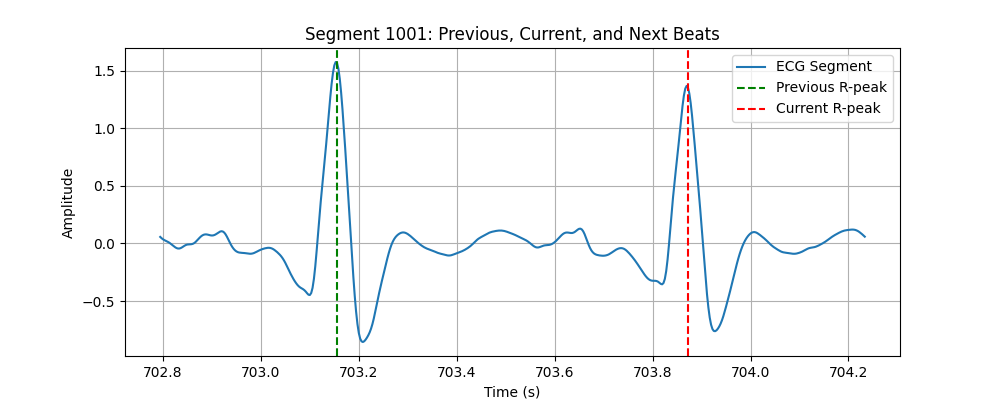 Segment 1001: Previous, Current, and Next Beats
ECG Segment
Previous R-peak
Current R-peak
Amplitude
1.5
1.0
0.5
0.0
−0.5
702.8 703.0 703.2 703.4 703.6 703.8 704.0 704.2
Time (s)